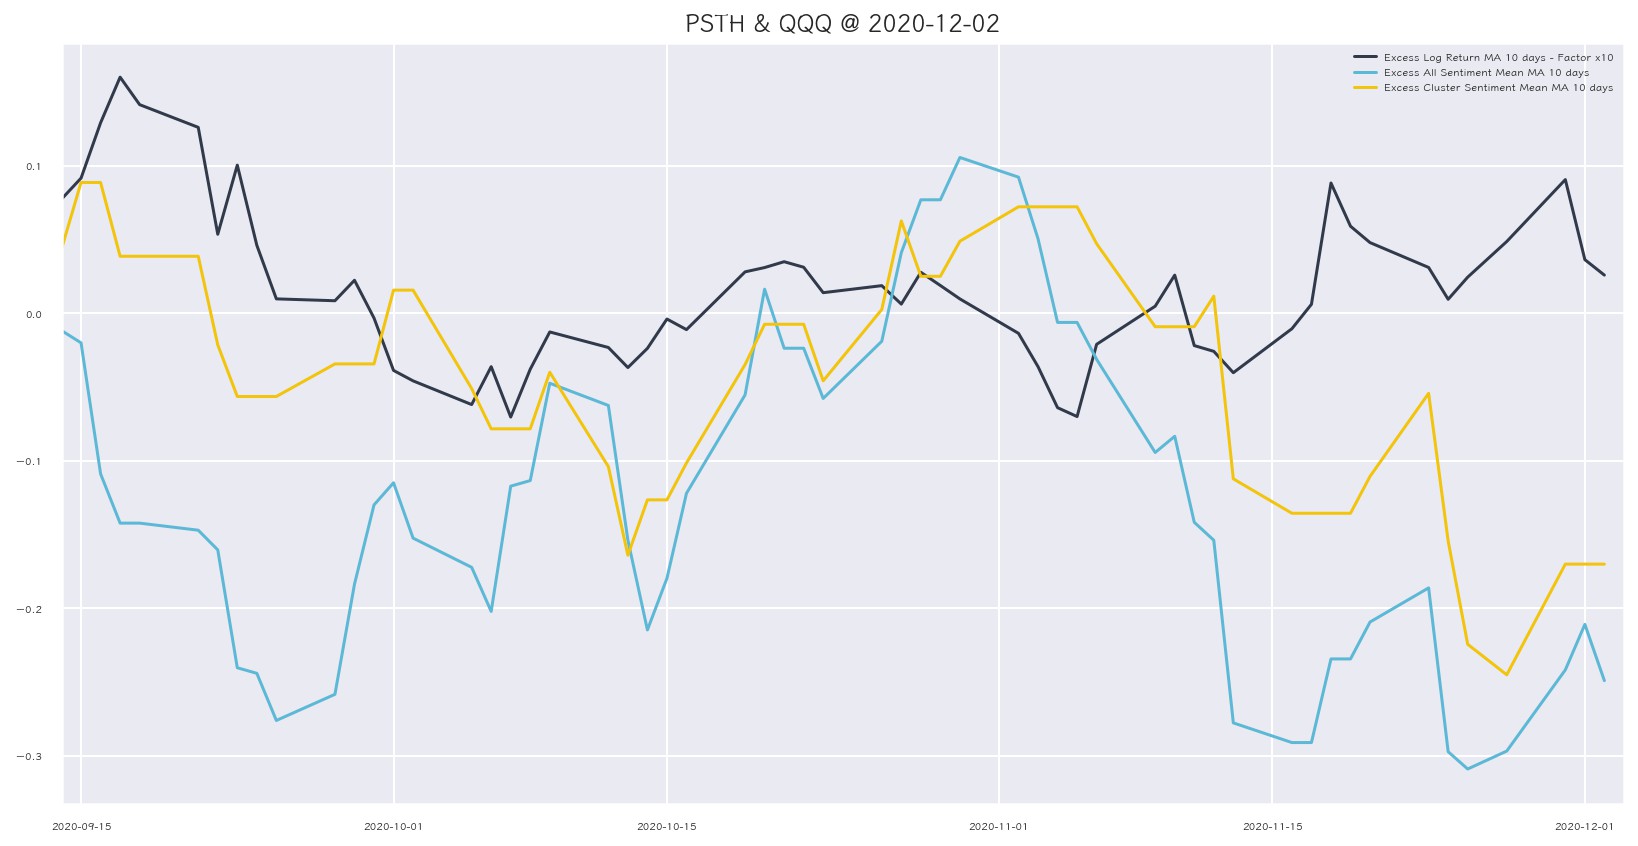 PSTH & QQQ @ 2020-12-02
Excess Log Return MA 10 days - Factor x10
Excess All Sentiment Mean MA 10 days
Excess Cluster Sentiment Mean MA 10 days
0.1
0.0
−0.1
−0.2
−0.3
2020-09-15 2020-10-01 2020-10-15 2020-11-01 2020-11-15 2020-12-01